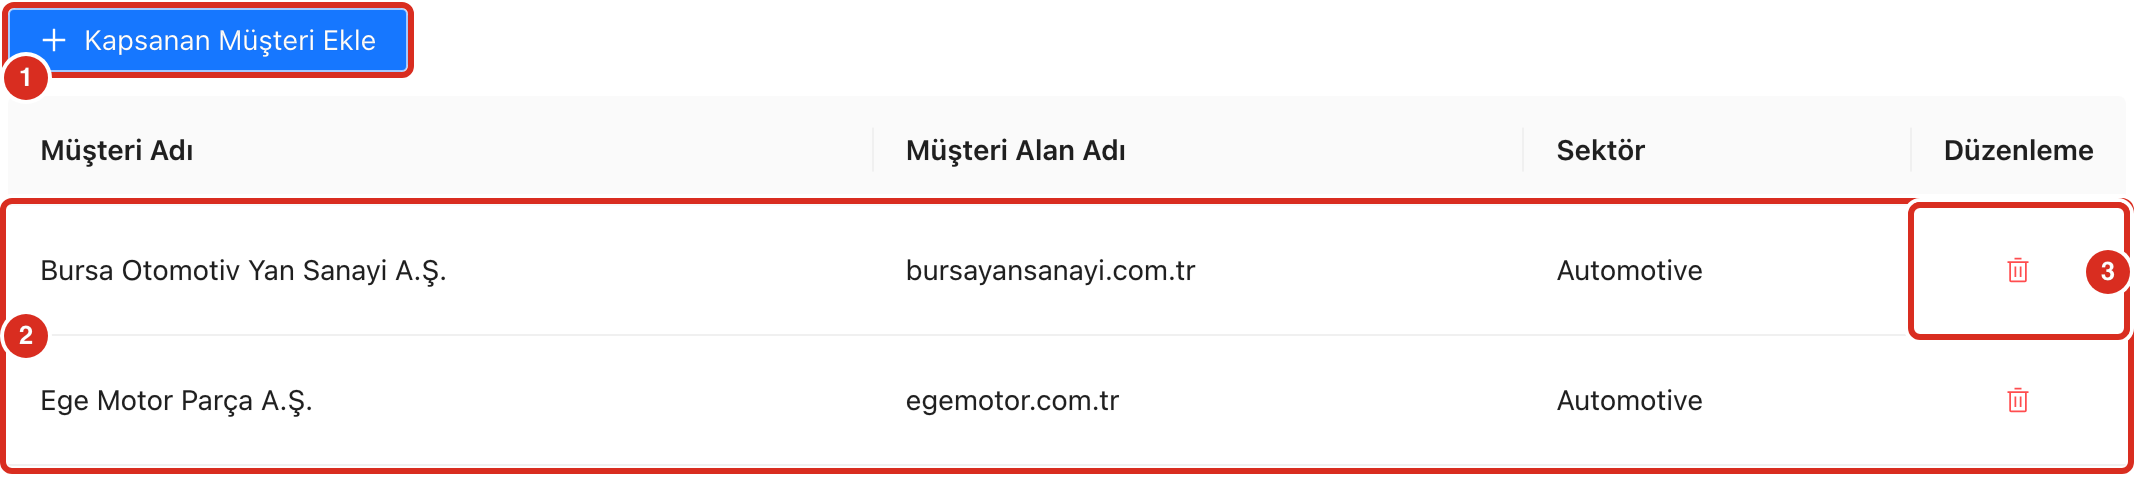 + Kapsanan Müşteri Ekle
1
Müşteri Adı Müşteri Alan Adı Sektör Düzenleme
Bursa Otomotiv Yan Sanayi A.Ş. bursayansanayi.com.tr Automotive 3
2
Ege Motor Parça A.Ş. egemotor.com.tr Automotive